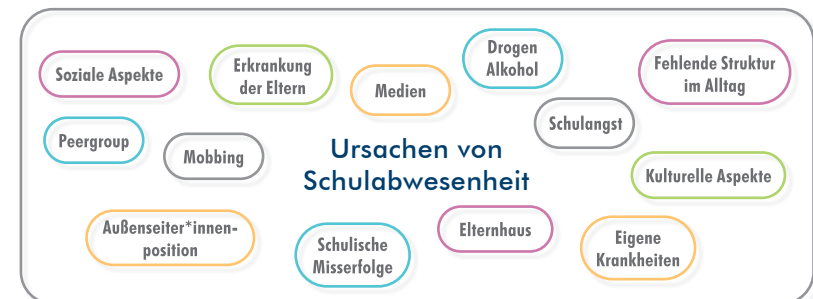 Soziale Aspekte
Erkrankung
der Eltern
Medien
Drogen
Alkohol
Fehlende Struktur
im Alltag
Peergroup
Mobbing
Ursachen von
Schulabwesenheit
Schulangst
Kulturelle Aspekte
Außenseiter*innen-
position
Schulische
Misserfolge
Elternhaus
Eigene
Krankheiten